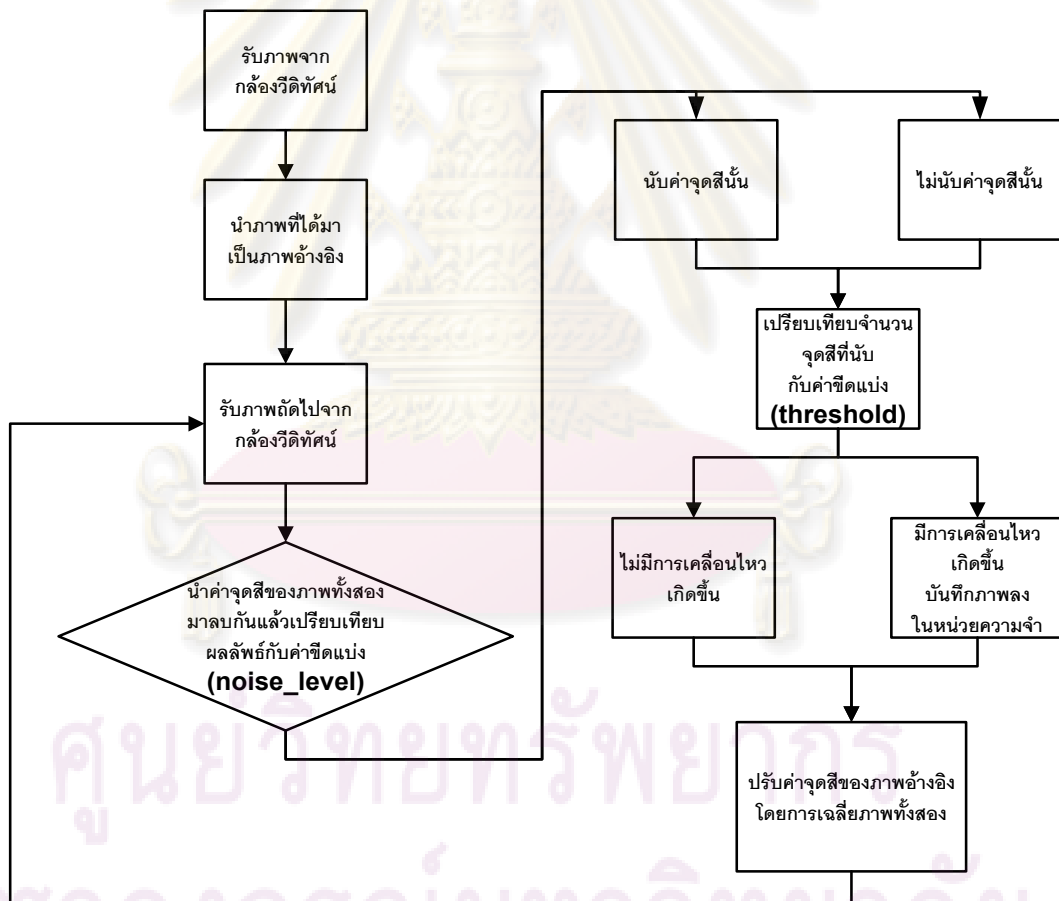 รับภาพจาก
กล้องวีดิทัศน์
นำภาพที่ได้มา
เป็นภาพอ้างอิง
รับภาพถัดไปจาก
กล้องวีดิทัศน์
นำค่าจุดสีของภาพทั้งสอง
มาลบกันแล้วเปรียบเทียบ
ผลลัพธ์กับค่าขีดแบ่ง
(noise_level)
นับค่าจุดสีนั้น
ไม่นับค่าจุดสีนั้น
เปรียบเทียบจำนวน
จุดสีที่นับ
กับค่าขีดแบ่ง
(threshold)
ไม่มีการเคลื่อนไหว
เกิดขึ้น
มีการเคลื่อนไหว
เกิดขึ้น
บันทึกภาพลง
ในหน่วยความจำ
ปรับค่าจุดสีของภาพอ้างอิง
โดยการเฉลี่ยภาพทั้งสอง
ศูนย์วิทยทรัพยากร